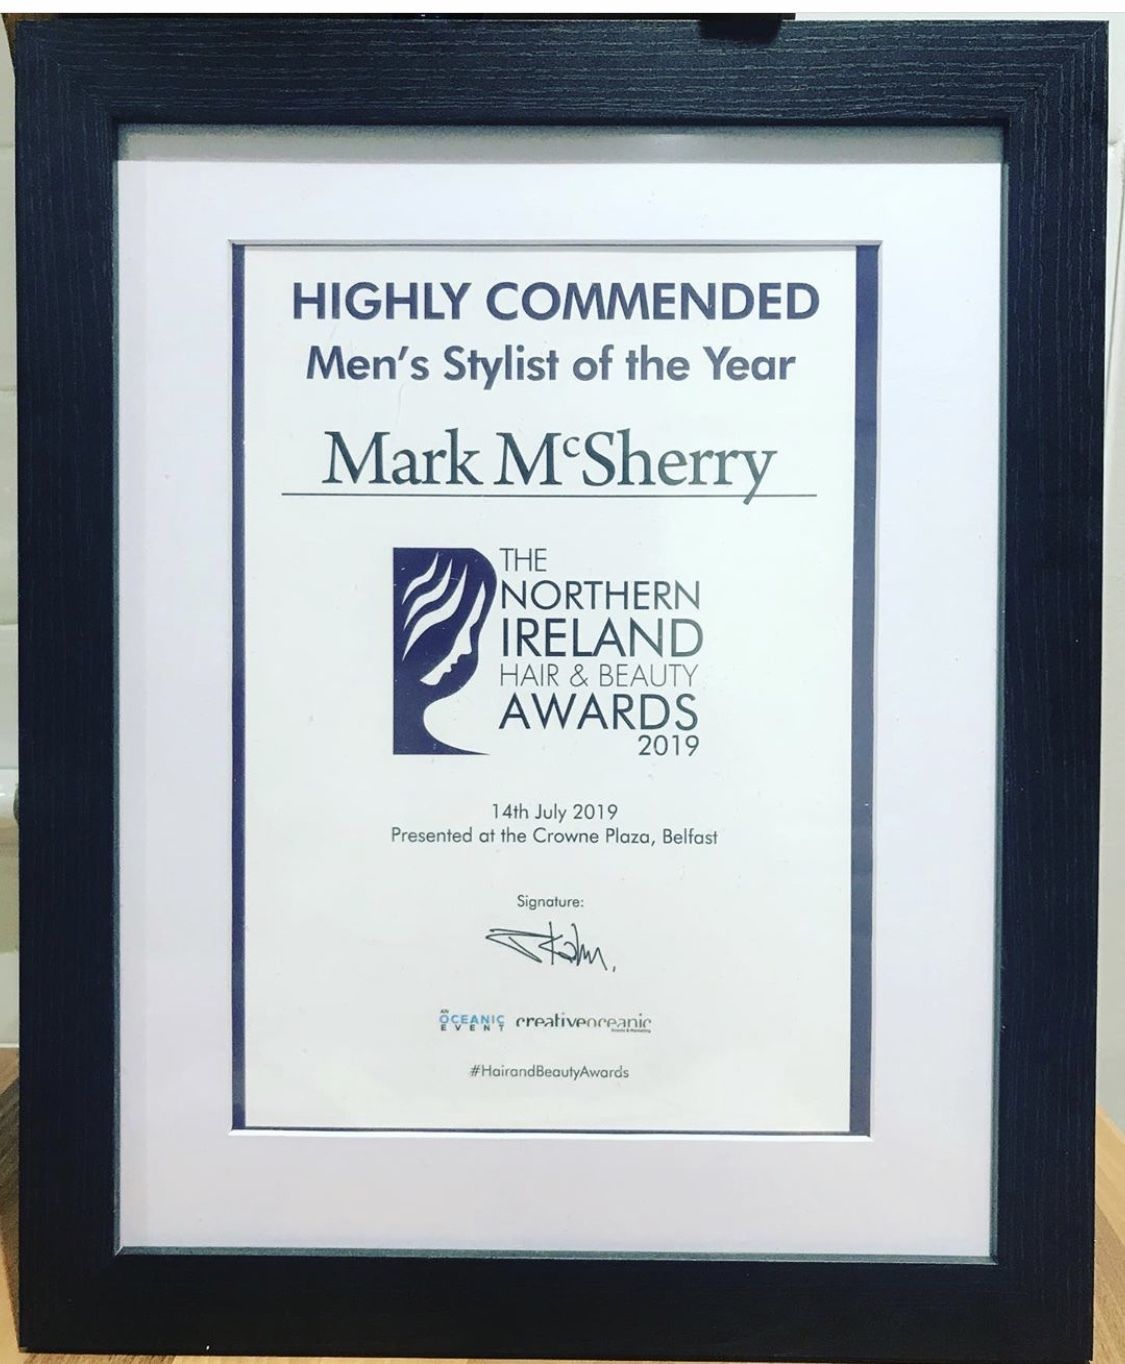 HIGHLY COMMENDED
Men's Stylist of the Year
Mark McSherry
THE
NORTHERN
IRELAND
HAIR & BEAUTY
AWARDS
2019
14th July 2019
Presented at the Crowne Plaza, Belfast
Signature:
AN
OCEANIC
EVENT
creativeoceanic
#HairandBeautyAwards